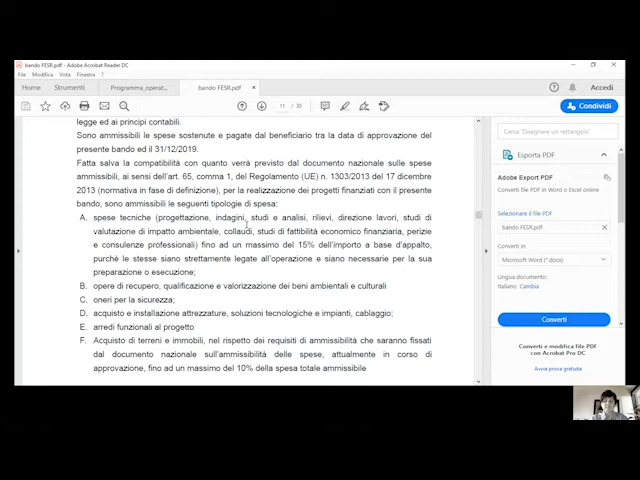 bando FESR.pdf - Adobe Acrobat Reader DC
File Modifica Vista Finestra ?
Home Strumenti Programma_operat... bando FESR.pdf × Accedi
11 / 30 Condividi
legge ed ai principi contabili.
Sono ammissibili le spese sostenute e pagate dal beneficiario tra la data di approvazione del
presente bando ed il 31/12/2019.
Fatta salva la compatibilità con quanto verrà previsto dal documento nazionale sulle spese
ammissibili, ai sensi dell'art. 65, comma 1, del Regolamento (UE) n. 1303/2013 del 17 dicembre
2013 (normativa in fase di definizione), per la realizzazione dei progetti finanziati con il presente
bando, sono ammissibili le seguenti tipologie di spesa:
A. spese tecniche (progettazione, indagini, studi e analisi, rilievi, direzione lavori, studi di
valutazione di impatto ambientale, collaudi, studi di fattibilità economico finanziaria, perizie
e consulenze professionali) fino ad un massimo del 15% dell'importo a base d'appalto,
purché le stesse siano strettamente legate all'operazione e siano necessarie per la sua
preparazione o esecuzione;
B. opere di recupero, qualificazione e valorizzazione dei beni ambientali e culturali
C. oneri per la sicurezza;
D. acquisto e installazione attrezzature, soluzioni tecnologiche e impianti, cablaggio;
E. arredi funzionali al progetto
F. Acquisto di terreni e immobili, nel rispetto dei requisiti di ammissibilità che saranno fissati
dal documento nazionale sull'ammissibilità delle spese, attualmente in corso di
approvazione, fino ad un massimo del 10% della spesa totale ammissibile
Cerca 'Disegna un rettangolo'
Esporta PDF
Adobe Export PDF
Converti file PDF in Word o Excel online
Selezionare il file PDF
bando FESR.pdf ×
Converti in
Microsoft Word (*.docx)
Lingua documento:
Italiano Cambia
Converti
Converti e modifica file PDF
con Acrobat Pro DC
Avvia prova gratuita